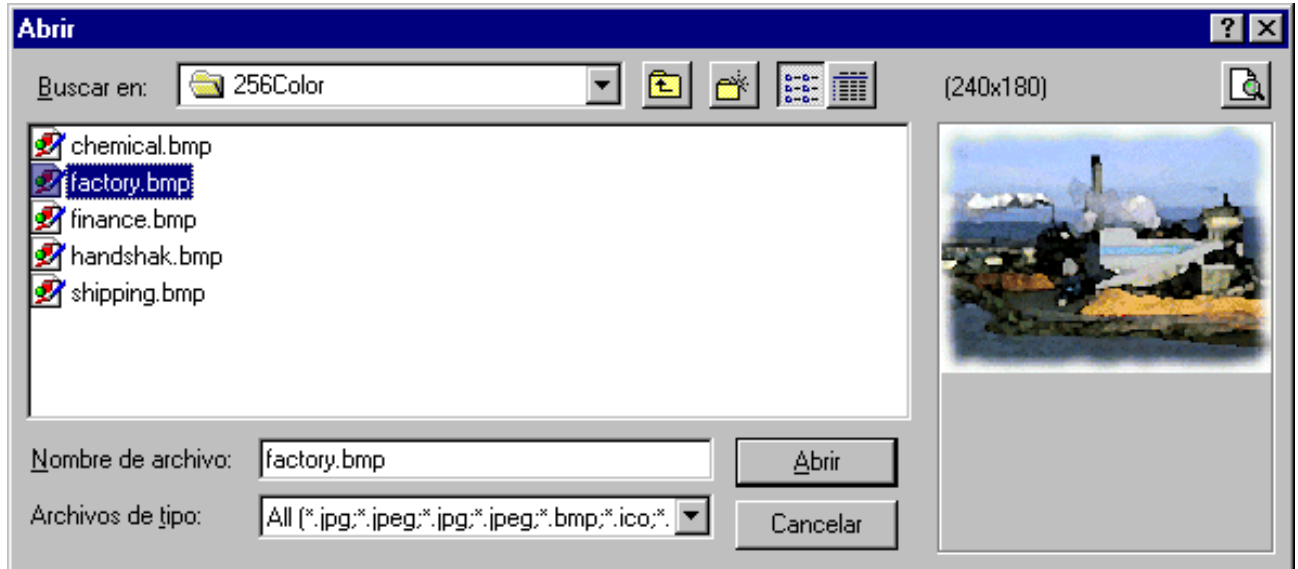 Abrir
Buscar en: 256Color (240x180)
chemical.bmp
factory.bmp
finance.bmp
handshak.bmp
shipping.bmp
Nombre de archivo: factory.bmp Abrir
Archivos de tipo: All (*.jpg;*.jpeg;*.jpg;*.jpeg;*.bmp;*.ico;*. Cancelar